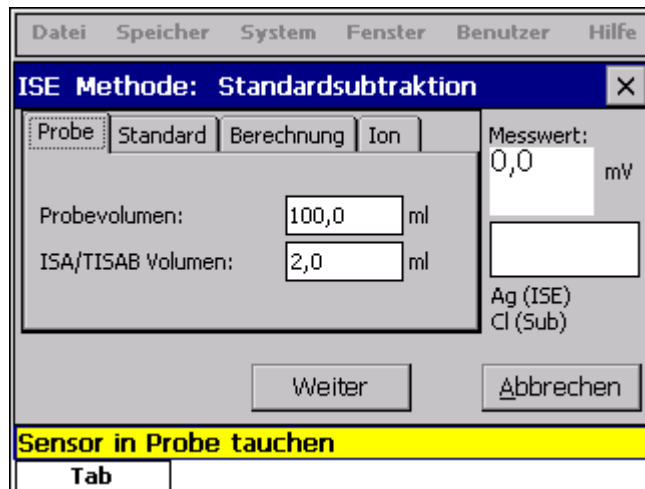 Datei Speicher System Fenster Benutzer Hilfe
ISE Methode: Standardsubtraktion
Probe Standard Berechnung Ion
Messwert:
0,0 mV
Probevolumen: 100,0 ml
ISA/TISAB Volumen: 2,0 ml
Ag (ISE)
Cl (Sub)
Weiter Abbrechen
Sensor in Probe tauchen
Tab